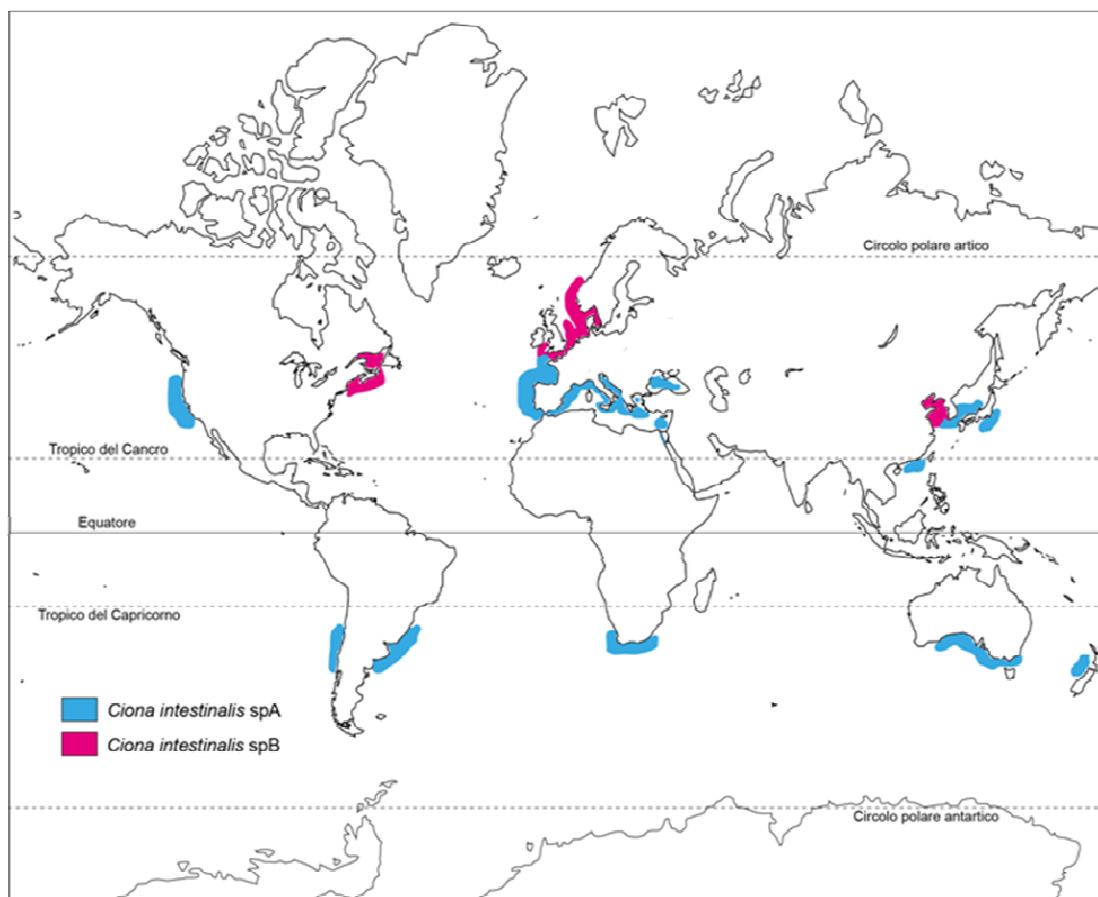 Circolo polare artico
Tropico del Cancro
Equatore
Tropico del Capricorno
Ciona intestinalis spA
Ciona intestinalis spB
Circolo polare antartico